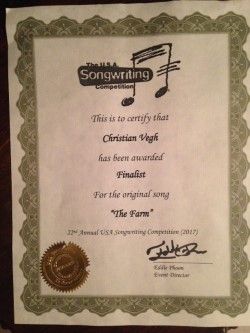 The U.S.A.
Songwriting
Competition
This is to certify that
Christian Vegh
has been awarded
Finalist
For the original song
"The Farm"
22nd Annual USA Songwriting Competition (2017)
Eddie Phoon
Event Director